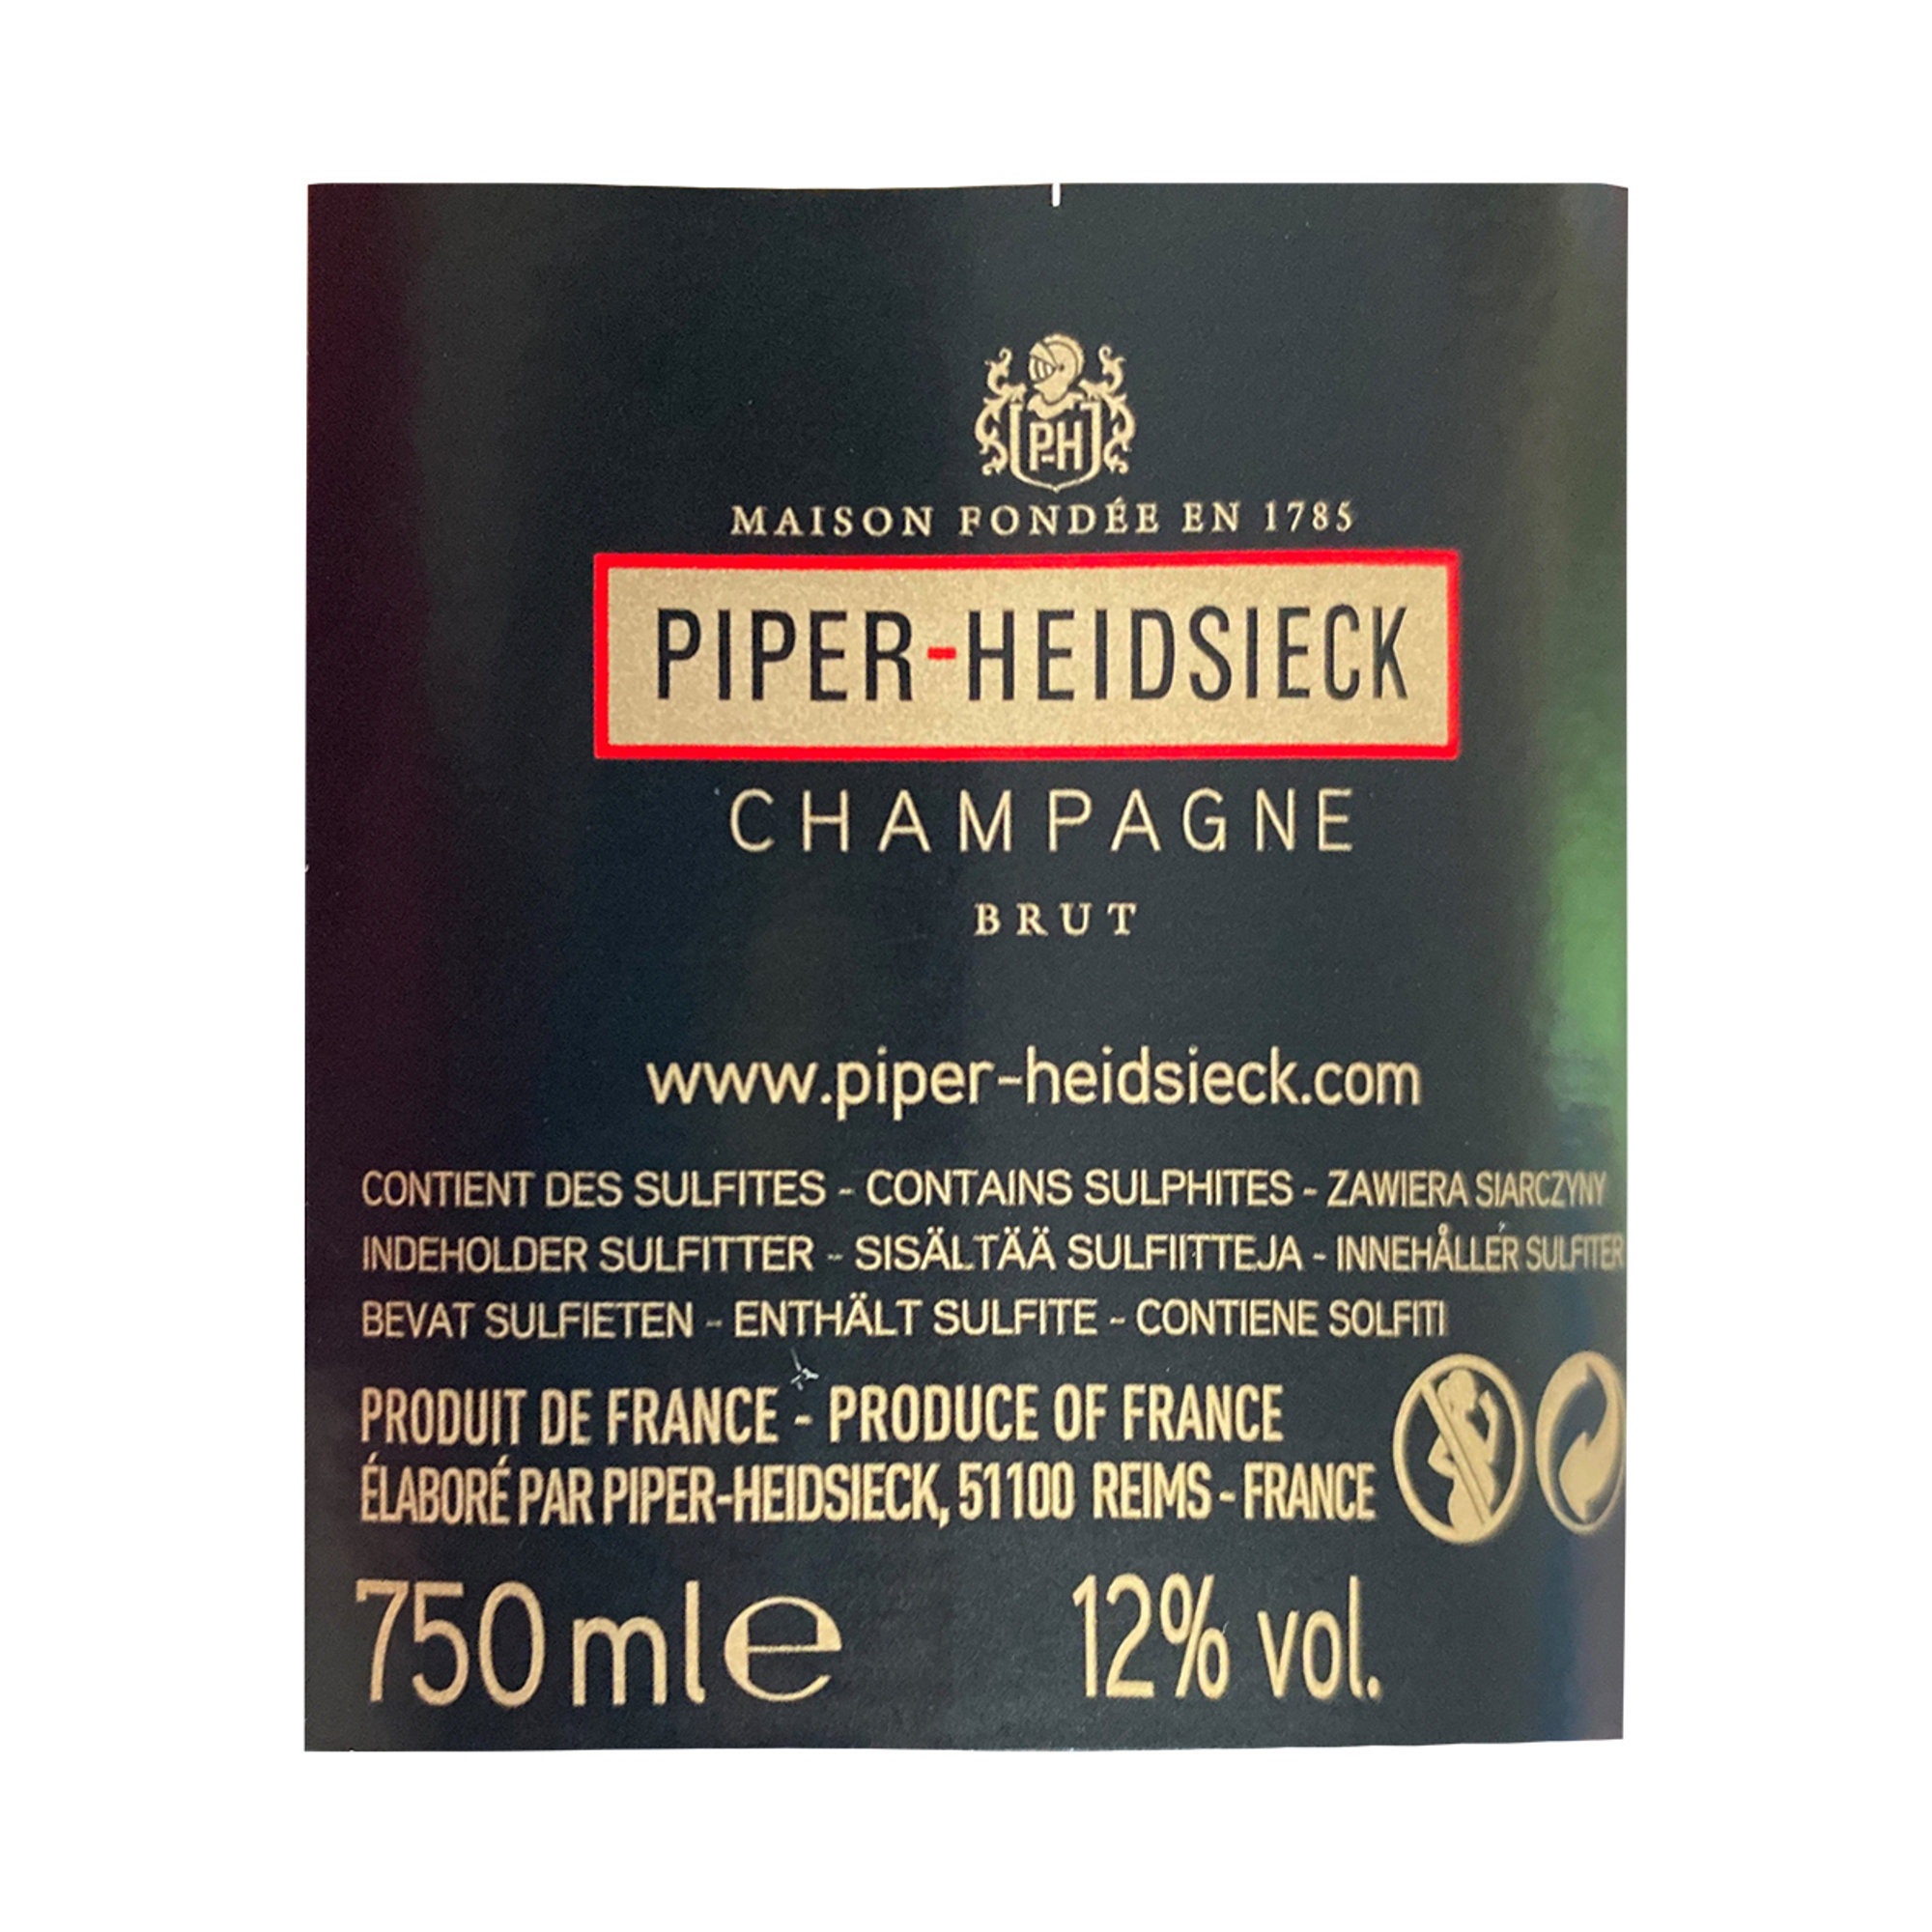 P-H
MAISON FONDÉE EN 1785
PIPER-HEIDSIECK
CHAMPAGNE
BRUT
www.piper-heidsieck.com
CONTIENT DES SULFITES - CONTAINS SULPHITES - ZAWIERA SIARCZYNY
INDEHOLDER SULFITTER - SISÄLTÄÄ SULFIITTEJA - INNEHÅLLER SULFITER
BEVAT SULFIETEN - ENTHÄLT SULFITE - CONTIENE SOLFITI
PRODUIT DE FRANCE - PRODUCE OF FRANCE
ÉLABORÉ PAR PIPER-HEIDSIECK, 51100 REIMS - FRANCE
750 ml e 12% vol.